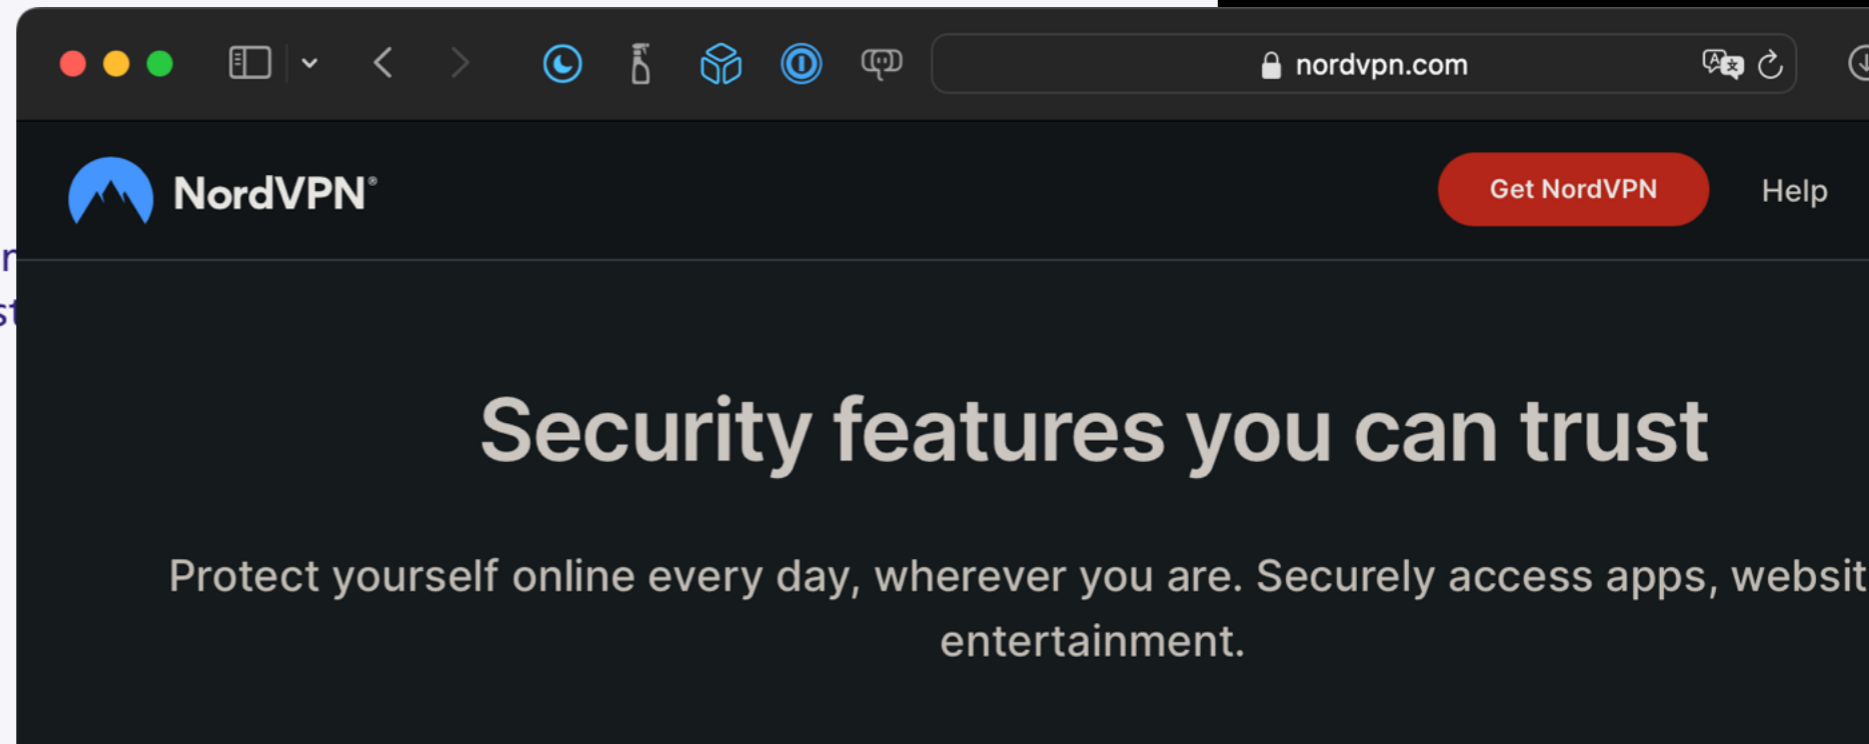 nordvpn.com
NordVPN®
Get NordVPN
Help
Security features you can trust
Protect yourself online every day, wherever you are. Securely access apps, websit
entertainment.